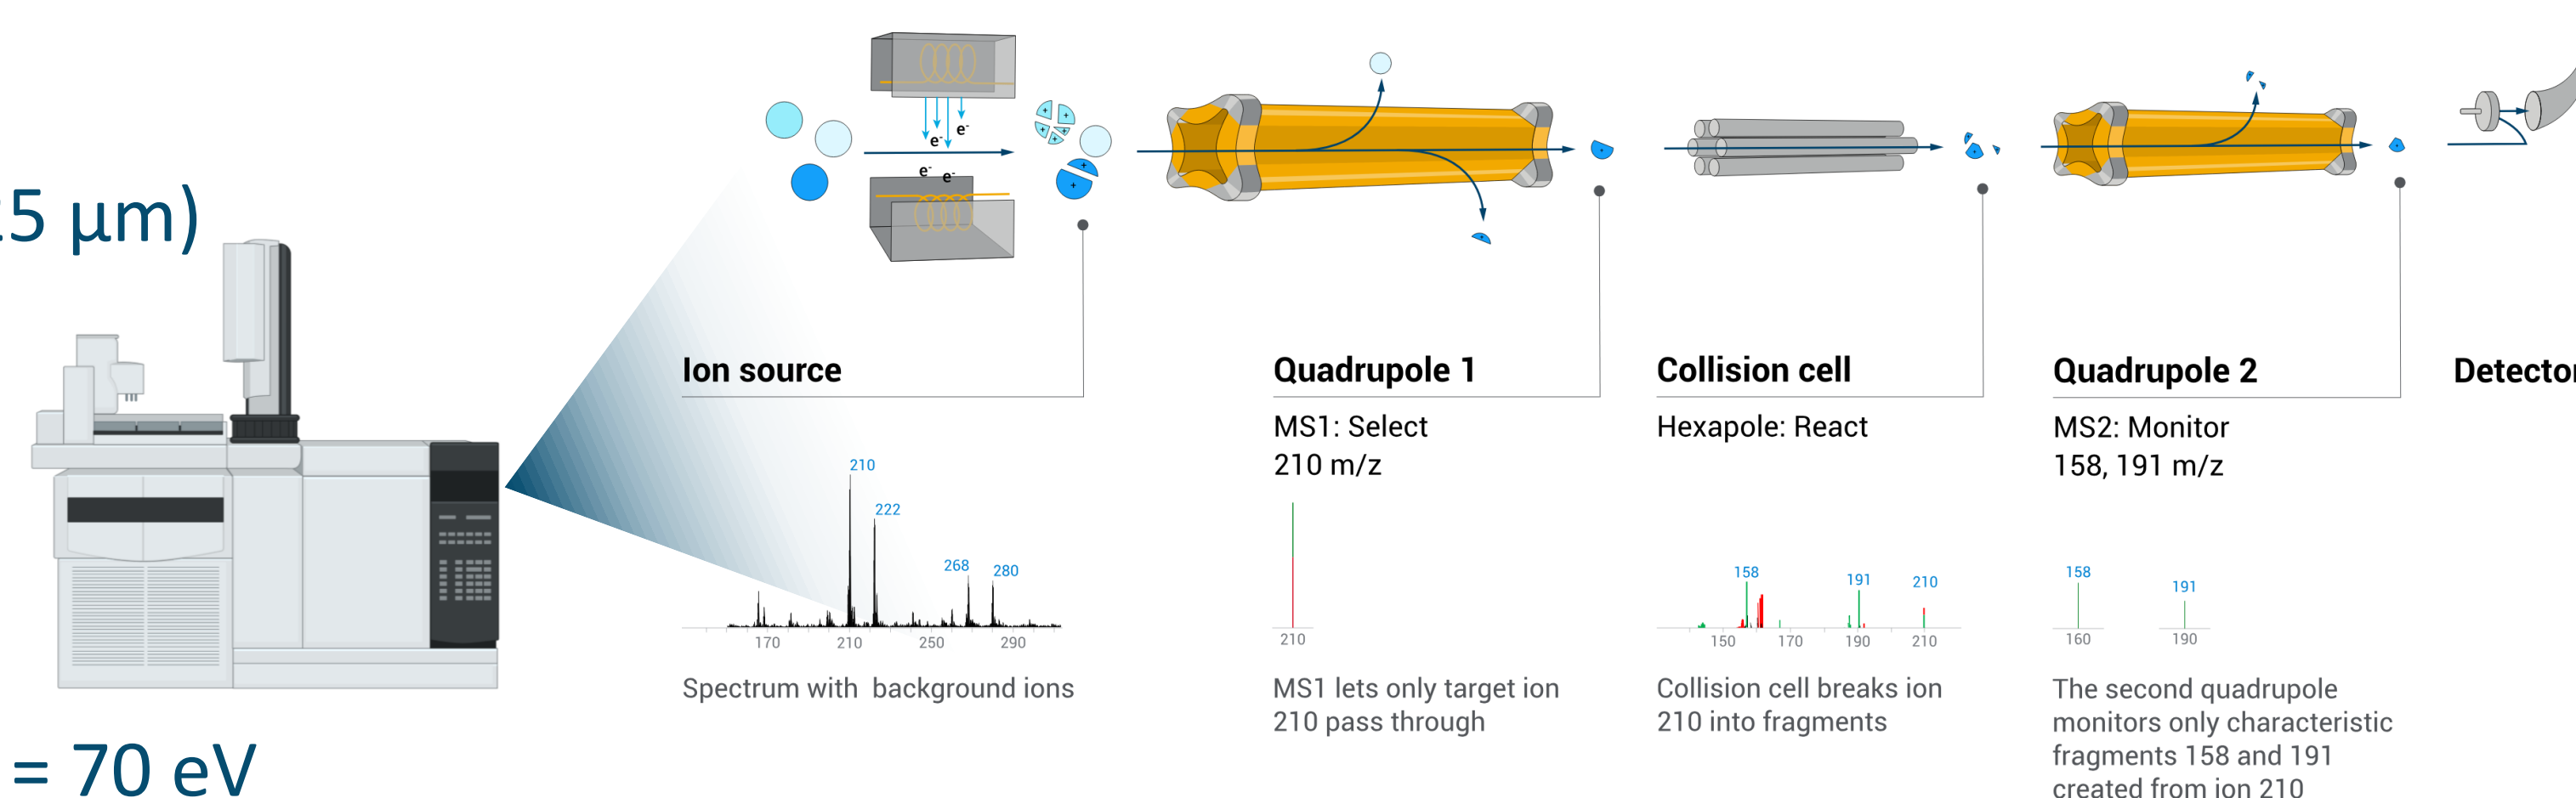 5 μm)
= 70 eV
e-
e-
e- e-
Ion source
210
222
268
280
170 210 250 290
Spectrum with background ions
Quadrupole 1
MS1: Select
210 m/z
210
MS1 lets only target ion
210 pass through
Collision cell
Hexapole: React
158
191
210
150 170 190 210
Collision cell breaks ion
210 into fragments
Quadrupole 2
MS2: Monitor
158, 191 m/z
158
191
160 190
The second quadrupole
monitors only characteristic
fragments 158 and 191
created from ion 210
Detector